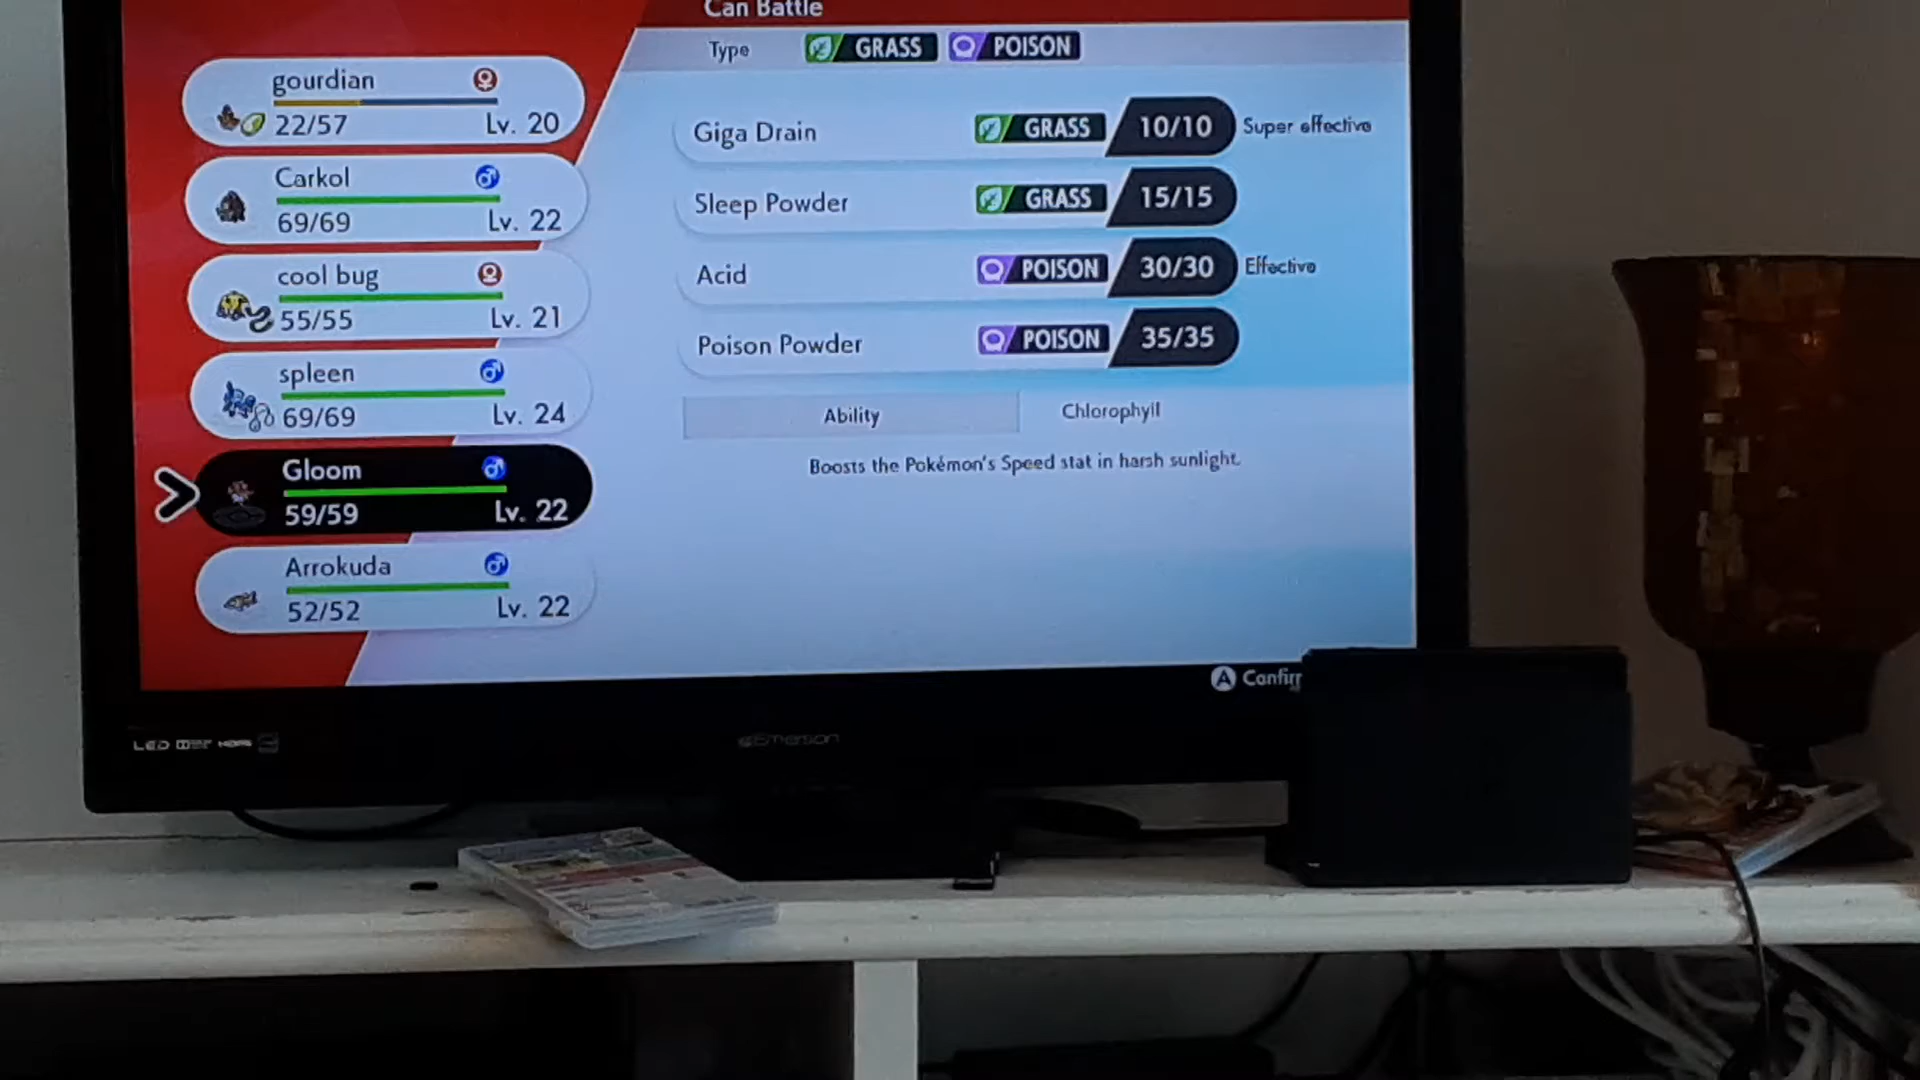 Can Battle
Type GRASS POISON
gourdian
22/57 Lv. 20
Carkol
69/69 Lv. 22
cool bug
55/55 Lv. 21
spleen
69/69 Lv. 24
Gloom
59/59 Lv. 22
Arrokuda
52/52 Lv. 22
Giga Drain GRASS 10/10 Super effective
Sleep Powder GRASS 15/15
Acid POISON 30/30 Effective
Poison Powder POISON 35/35
Ability Chlorophyll
Boosts the Pokémon's Speed stat in harsh sunlight.
A Confir
LED HDMI
Emerson